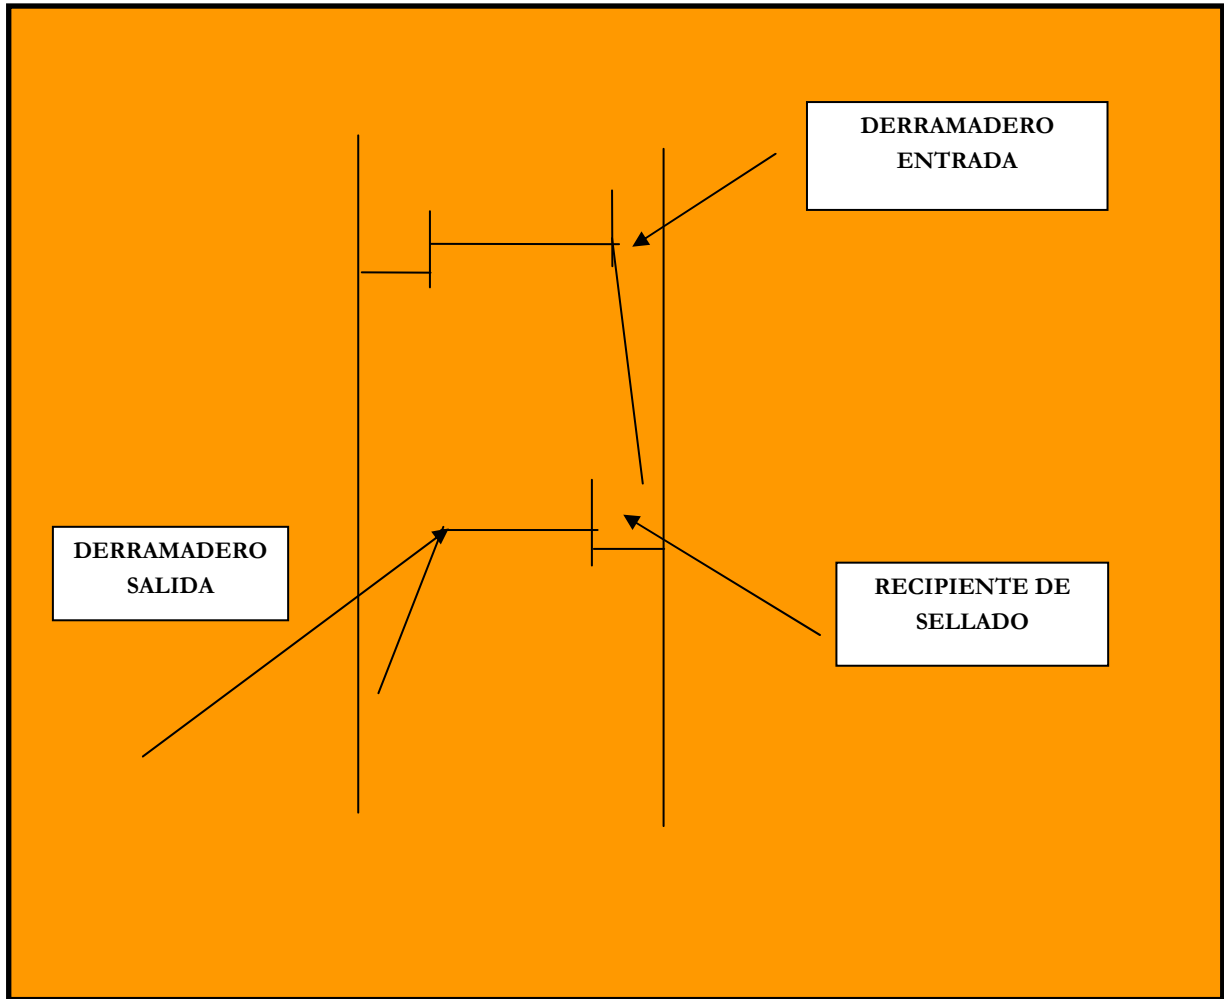 DERRAMADERO
ENTRADA
DERRAMADERO
SALIDA
RECIPIENTE DE
SELLADO